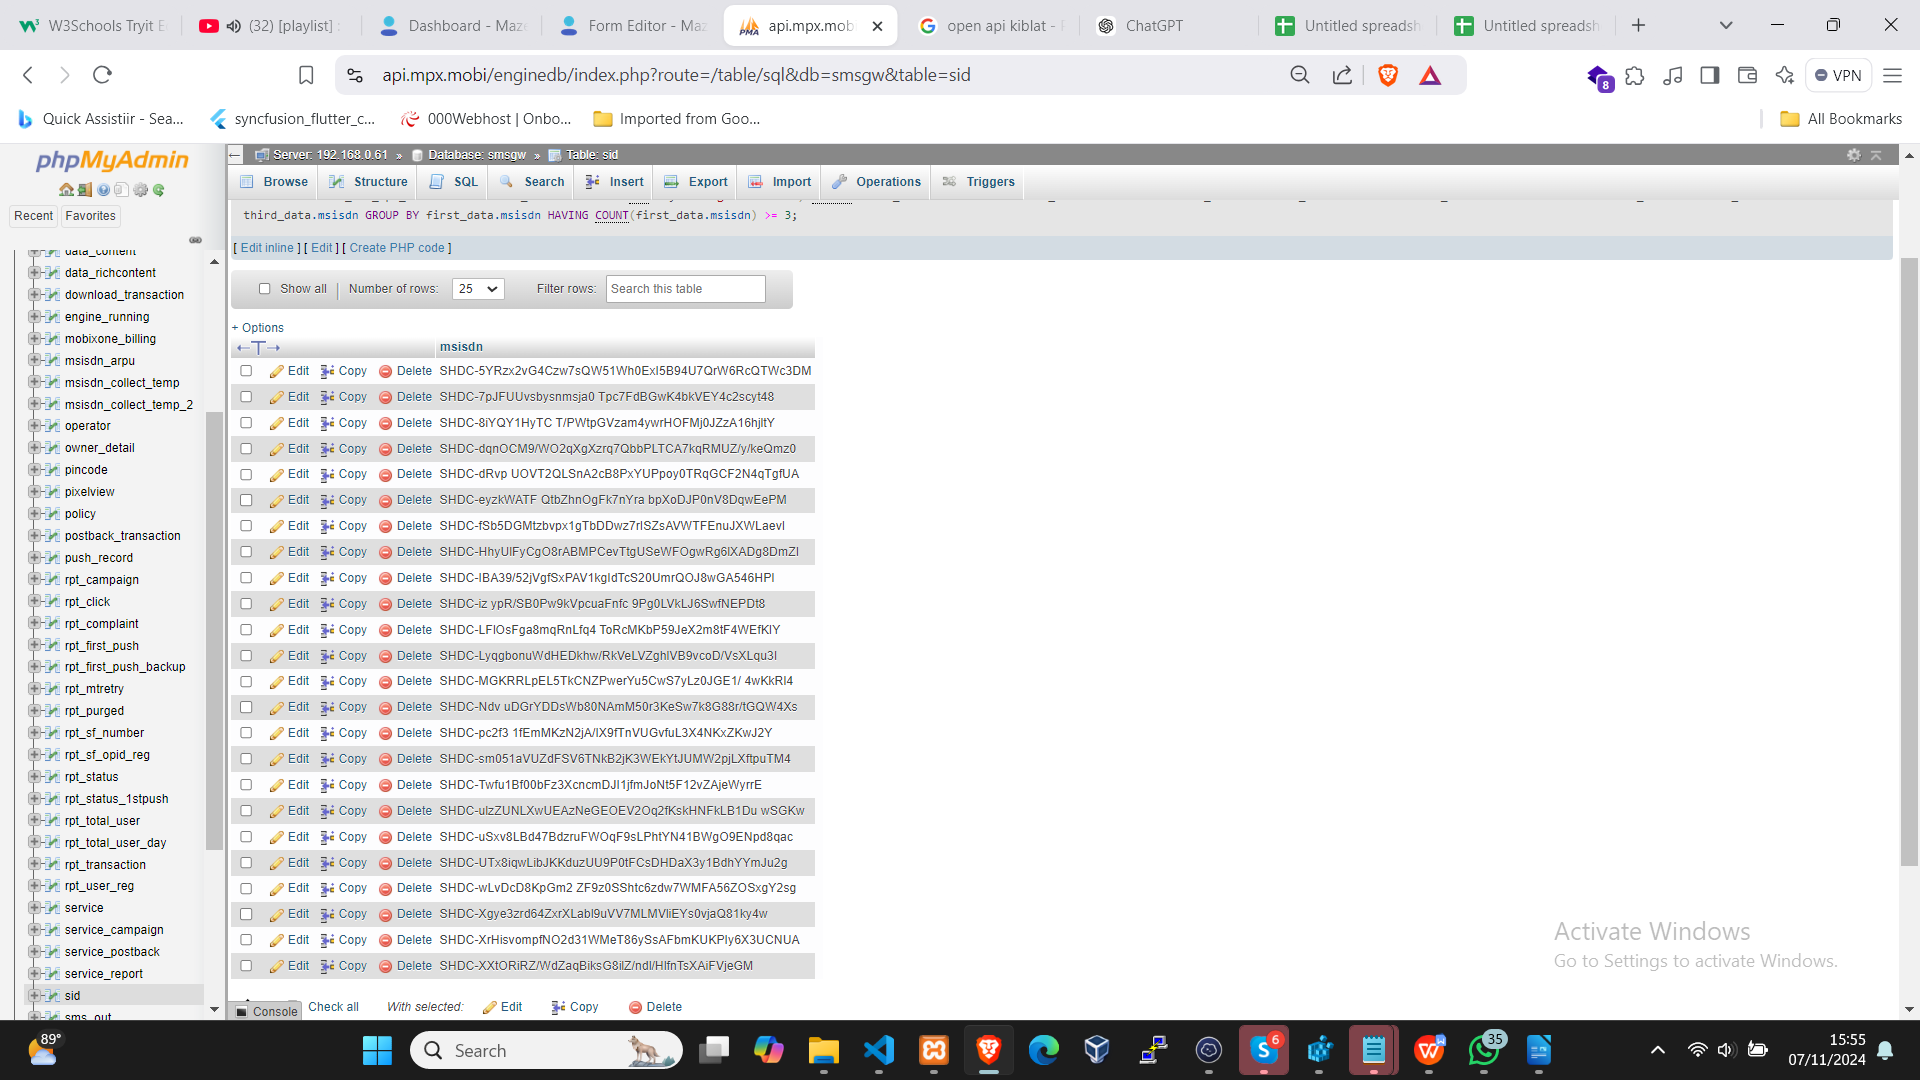 W3Schools Tryit E
(32) [playlist]
Dashboard - Maze
Form Editor - Maz
api.mpx.mobi
open api kiblat -
ChatGPT
Untitled spreadsh
Untitled spreadsh
api.mpx.mobi/enginedb/index.php?route=/table/sql&db=smsgw&table=sid
8
VPN
Quick Assistiir - Sea...
syncfusion_flutter_c...
000Webhost | Onbo...
Imported from Goo...
All Bookmarks
phpMyAdmin
Recent
Favorites
data_content
data_richcontent
download_transaction
engine_running
mobixone_billing
msisdn_arpu
msisdn_collect_temp
msisdn_collect_temp_2
operator
owner_detail
pincode
pixelview
policy
postback_transaction
push_record
rpt_campaign
rpt_click
rpt_complaint
rpt_first_push
rpt_first_push_backup
rpt_mtretry
rpt_purged
rpt_sf_number
rpt_sf_opid_reg
rpt_status
rpt_status_1stpush
rpt_total_user
rpt_total_user_day
rpt_transaction
rpt_user_reg
service
service_campaign
service_postback
service_report
sid
sms_out
Server: 192.168.0.61 » Database: smsgw » Table: sid
Browse
Structure
SQL
Search
Insert
Export
Import
Operations
Triggers
third_data.msisdn GROUP BY first_data.msisdn HAVING COUNT(first_data.msisdn) >= 3;
[ Edit inline ] [ Edit ] [ Create PHP code ]
Show all | Number of rows: 25 Filter rows: Search this table
+ Options
←T→ msisdn
Edit Copy Delete SHDC-5YRzx2vG4Czw7sQW51Wh0ExI5B94U7QrW6RcQTWc3DM
Edit Copy Delete SHDC-7pJFUUvsbysnmsja0 Tpc7FdBGwK4bkVEY4c2scyt48
Edit Copy Delete SHDC-8iYQY1HyTC T/PWtpGVzam4ywrHOFMj0JZzA16hjltY
Edit Copy Delete SHDC-dqnOCM9/WO2qXgXzrq7QbbPLTCA7kqRMUZ/y/keQmz0
Edit Copy Delete SHDC-dRvp UOVT2QLSnA2cB8PxYUPpoy0TRqGCF2N4qTgfUA
Edit Copy Delete SHDC-eyzkWATF QtbZhnOgFk7nYra bpXoDJP0nV8DqwEePM
Edit Copy Delete SHDC-fSb5DGMtzbvpx1gTbDDwz7rlSZsAVWTFEnuJXWLaevI
Edit Copy Delete SHDC-HhyUlFyCgO8rABMPCevTtgUSeWFOgwRg6lXADg8DmZI
Edit Copy Delete SHDC-IBA39/52jVgfSxPAV1kgIdTcS20UmrQOJ8wGA546HPI
Edit Copy Delete SHDC-iz ypR/SB0Pw9kVpcuaFnfc 9Pg0LVkLJ6SwfNEPDt8
Edit Copy Delete SHDC-LFlOsFga8mqRnLfq4 ToRcMKbP59JeX2m8tF4WEfKlY
Edit Copy Delete SHDC-LyqgbonuWdHEDkhw/RkVeLVZghlVB9vcoD/VsXLqu3I
Edit Copy Delete SHDC-MGKRRLpEL5TkCNZPwerYu5CwS7yLz0JGE1/ 4wKkRI4
Edit Copy Delete SHDC-Ndv uDGrYDDsWb80NAmM50r3KeSw7k8G88r/tGQW4Xs
Edit Copy Delete SHDC-pc2f3 1fEmMKzN2jA/IX9fTnVUGvfuL3X4NKxZKwJ2Y
Edit Copy Delete SHDC-sm051aVUZdFSV6TNkB2jK3WEkYtJUMW2pjLXftpuTM4
Edit Copy Delete SHDC-Twfu1Bf00bFz3XcncmDJI1jfmJoNt5F12vZAjeWyrrE
Edit Copy Delete SHDC-ulzZUNLXwUEAzNeGEOEV2Oq2fKskHNFkLB1Du wSGKw
Edit Copy Delete SHDC-uSxv8LBd47BdzruFWOqF9sLPhtYN41BWgO9ENpd8qac
Edit Copy Delete SHDC-UTx8iqwLibJKKduzUU9P0tFCsDHDaX3y1BdhYYmJu2g
Edit Copy Delete SHDC-wLvDcD8KpGm2 ZF9z0SShtc6zdw7WMFA56ZOSxgY2sg
Edit Copy Delete SHDC-Xgye3zrd64ZxrXLabl9uVV7MLMVliEYs0vjaQ81ky4w
Edit Copy Delete SHDC-XrHisvompfNO2d31WMeT86ySsAFbmKUKPly6X3UCNUA
Edit Copy Delete SHDC-XXtORiRZ/WdZaqBiksG8ilZ/ndl/HlfnTsXAiFVjeGM
Check all With selected: Edit Copy Delete
Console
Activate Windows
Go to Settings to activate Windows.
89°
Search
6
35
15:55
07/11/2024